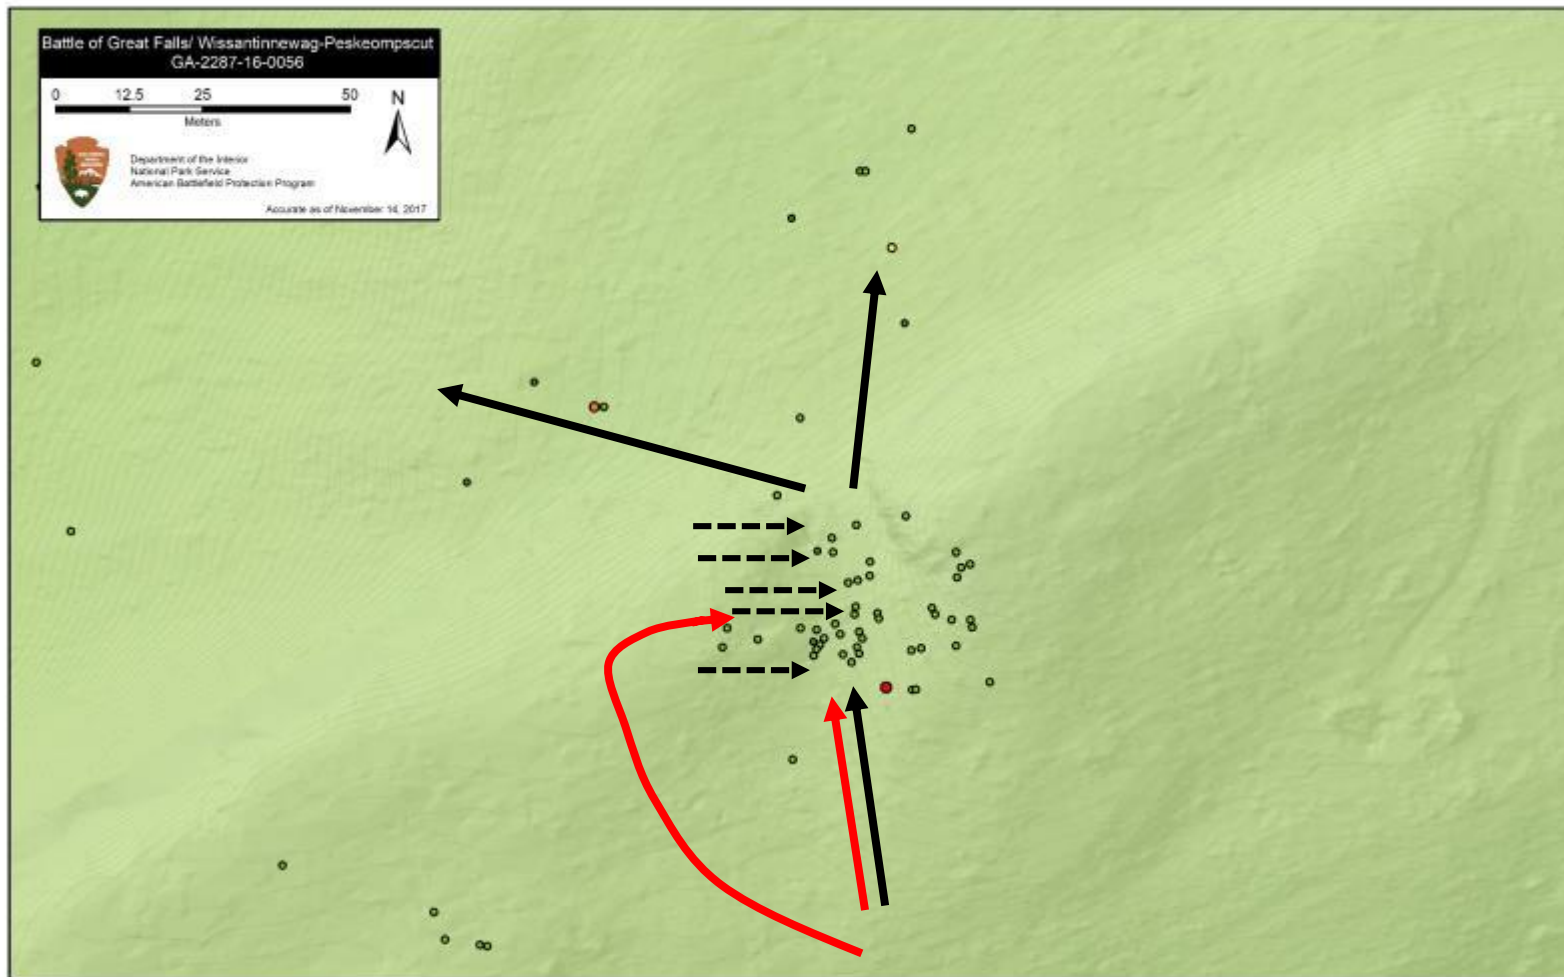 Battle of Great Falls/ Wissantinnewag-Peskeompscut
GA-2287-16-0056
0 12.5 25 50
Meters
N
Department of the Interior
National Park Service
American Battlefield Protection Program
Accurate as of November 14, 2017